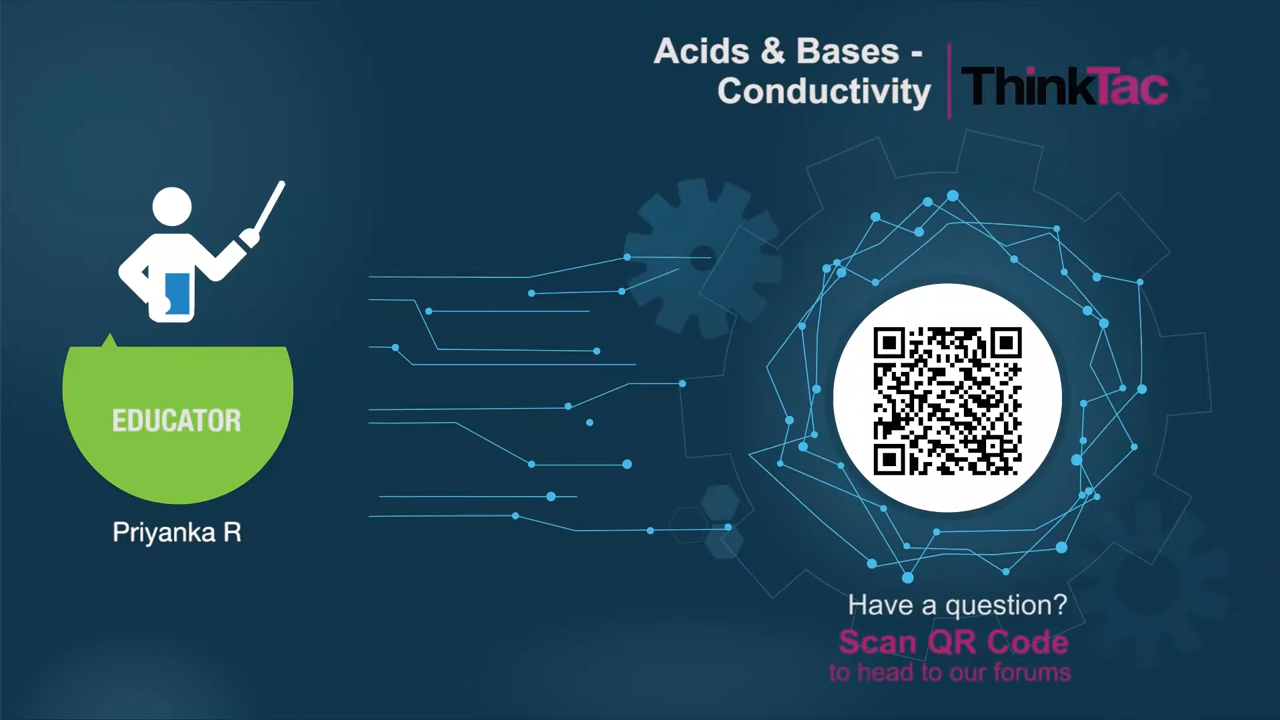 Acids & Bases -
Conductivity
ThinkTac
EDUCATOR
Priyanka R
Have a question?
Scan QR Code
to head to our forums